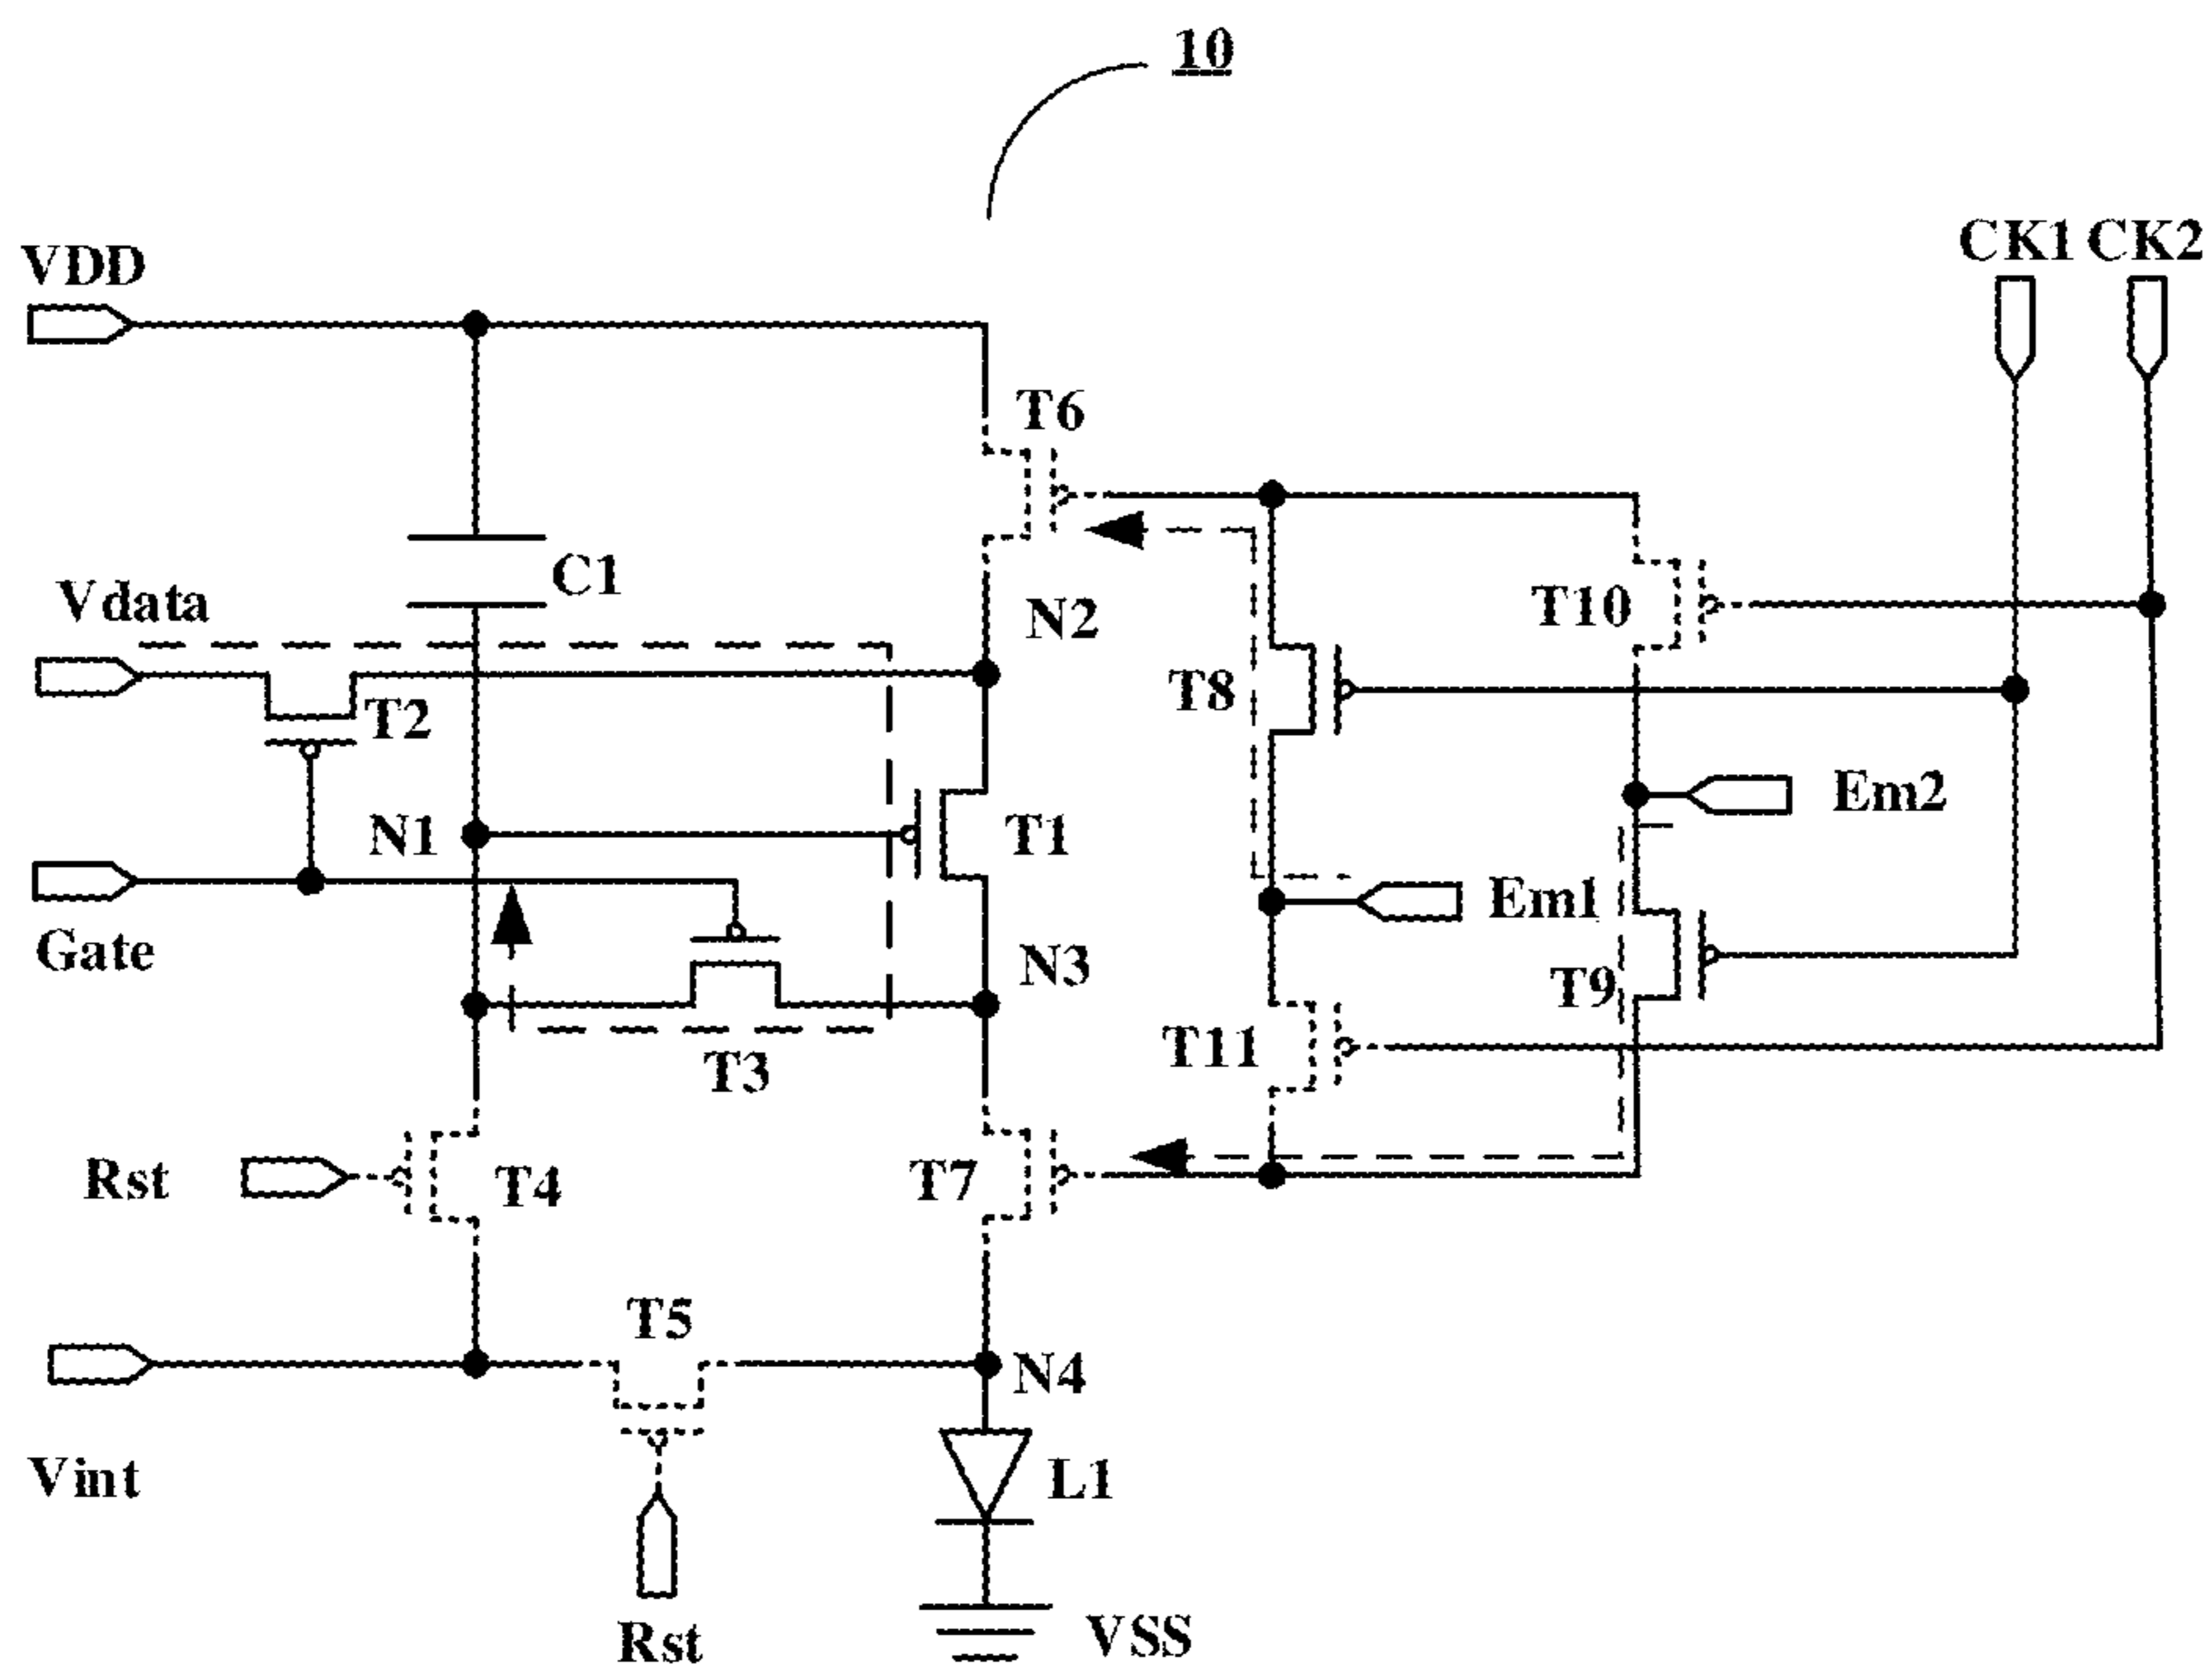 10
VDD
CK1 CK2
T6
C1
Vdata
N2
T10
T2
T8
N1
T1
Em2
Em1
Gate
N3
T9
T11
T3
Rst
T4
T7
T5
N4
Vint
L1
Rst
VSS